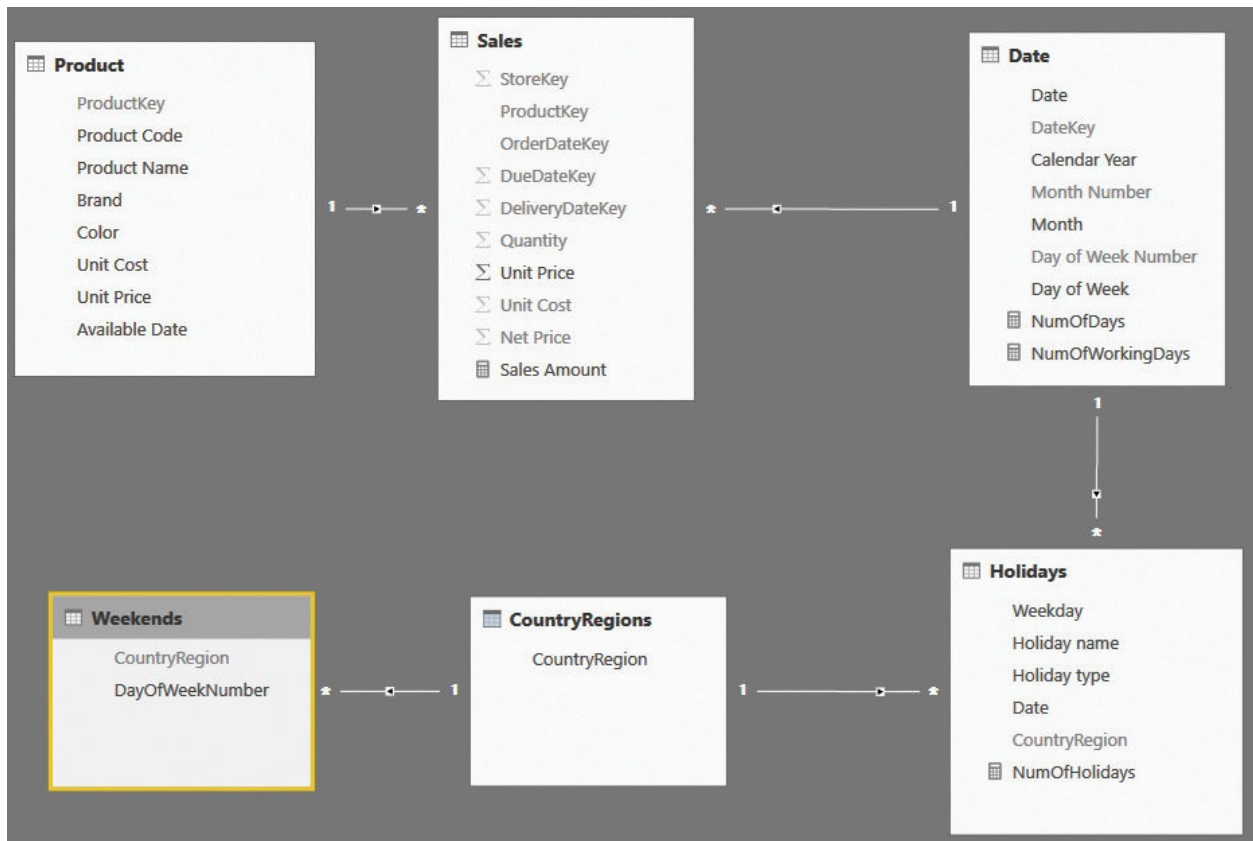 Product
ProductKey
Product Code
Product Name
Brand
Color
Unit Cost
Unit Price
Available Date
1
*
Sales
Σ StoreKey
ProductKey
OrderDateKey
Σ DueDateKey
Σ DeliveryDateKey
Σ Quantity
Σ Unit Price
Σ Unit Cost
Σ Net Price
Sales Amount
*
1
Date
Date
DateKey
Calendar Year
Month Number
Month
Day of Week Number
Day of Week
NumOfDays
NumOfWorkingDays
1
*
Weekends
CountryRegion
DayOfWeekNumber
*
1
CountryRegions
CountryRegion
1
*
Holidays
Weekday
Holiday name
Holiday type
Date
CountryRegion
NumOfHolidays